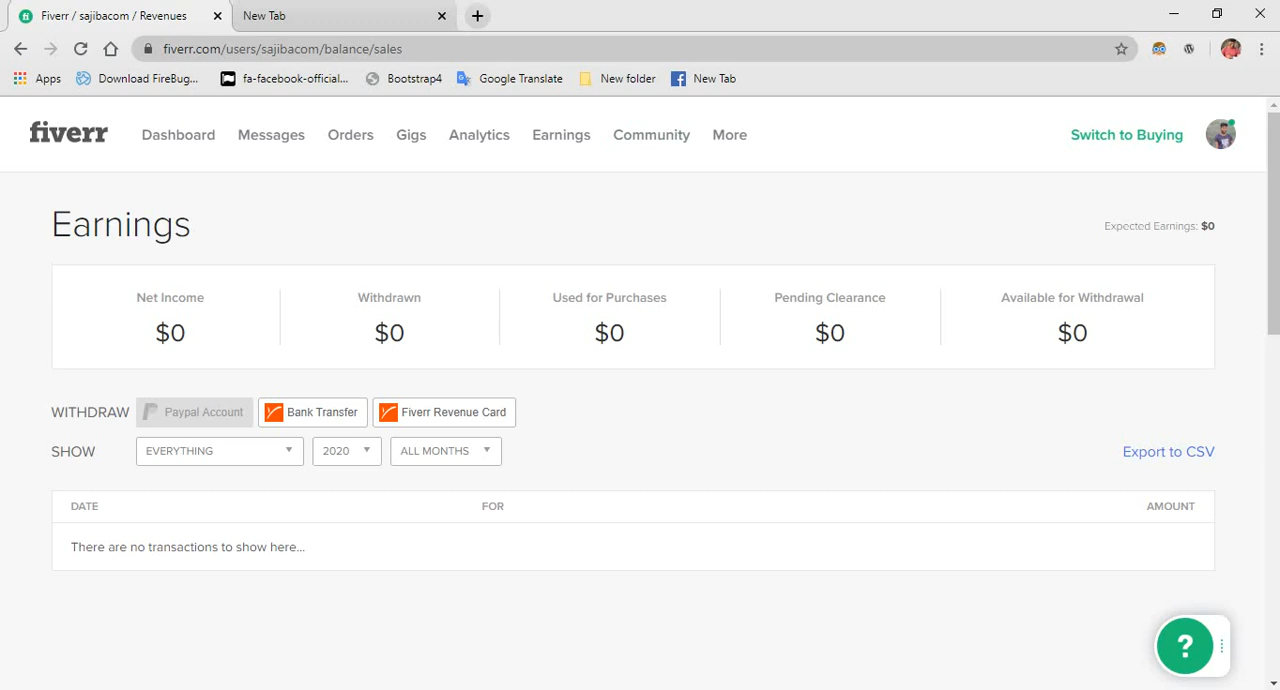 Fiverr / sajibacom / Revenues
New Tab
fiverr.com/users/sajibacom/balance/sales
Apps
Download FireBug...
fa-facebook-official...
Bootstrap4
Google Translate
New folder
New Tab
fiverr
Dashboard
Messages
Orders
Gigs
Analytics
Earnings
Community
More
Switch to Buying
Earnings
Expected Earnings: $0
Net Income
Withdrawn
Used for Purchases
Pending Clearance
Available for Withdrawal
$0
$0
$0
$0
$0
WITHDRAW
Paypal Account
Bank Transfer
Fiverr Revenue Card
SHOW
EVERYTHING
2020
ALL MONTHS
Export to CSV
DATE
FOR
AMOUNT
There are no transactions to show here...
?